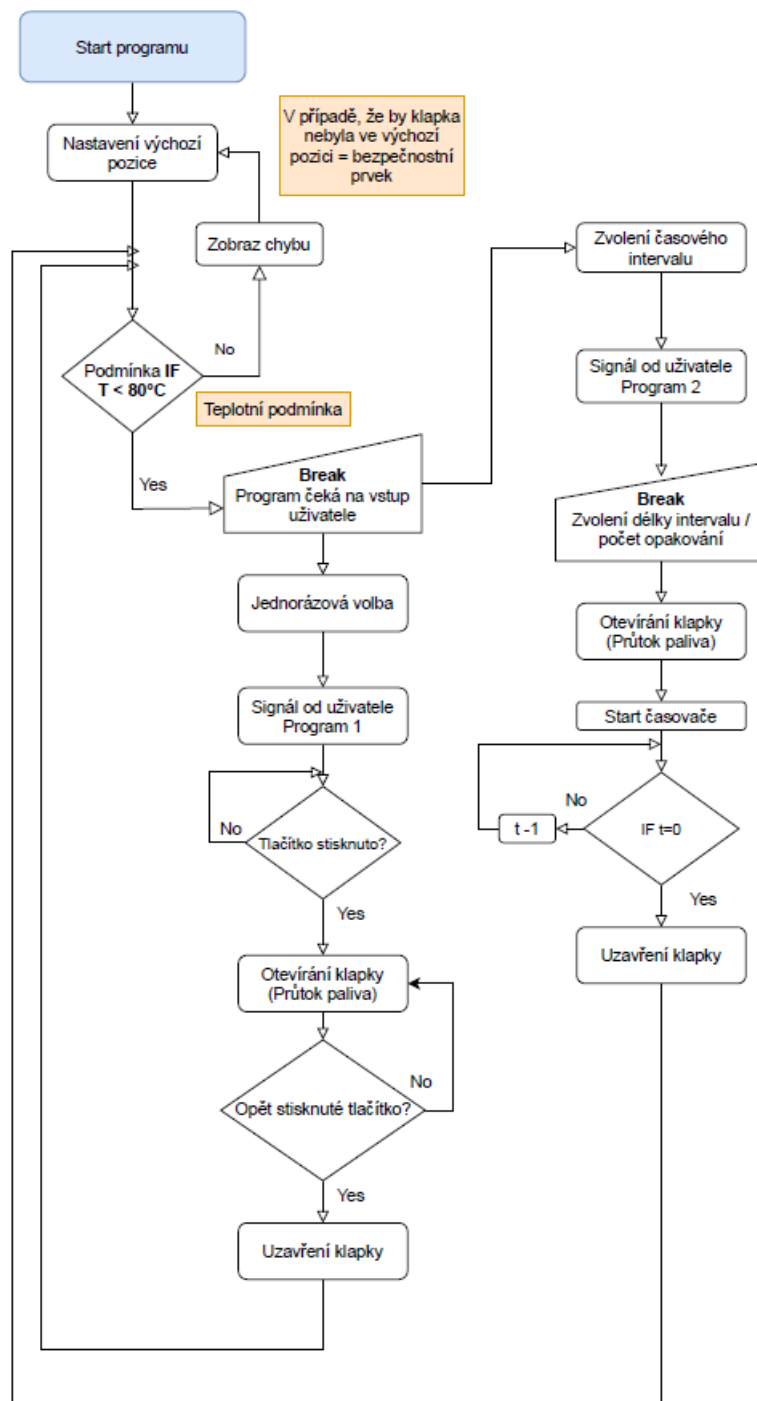 Start programu
V případě, že by klapka
nebyla ve výchozí
pozici = bezpečnostní
prvek
Nastavení výchozí
pozice
Zobraz chybu
Podmínka IF
T < 80°C
No
Teplotní podmínka
Yes
Break
Program čeká na vstup
uživatele
Jednorázová volba
Signál od uživatele
Program 1
No
Tlačítko stisknuto?
Yes
Otevírání klapky
(Průtok paliva)
No
Opět stisknuté tlačítko?
Yes
Uzavření klapky
Zvolení časového
intervalu
Signál od uživatele
Program 2
Break
Zvolení délky intervalu /
počet opakování
Otevírání klapky
(Průtok paliva)
Start časovače
No
t -1
IF t=0
Yes
Uzavření klapky